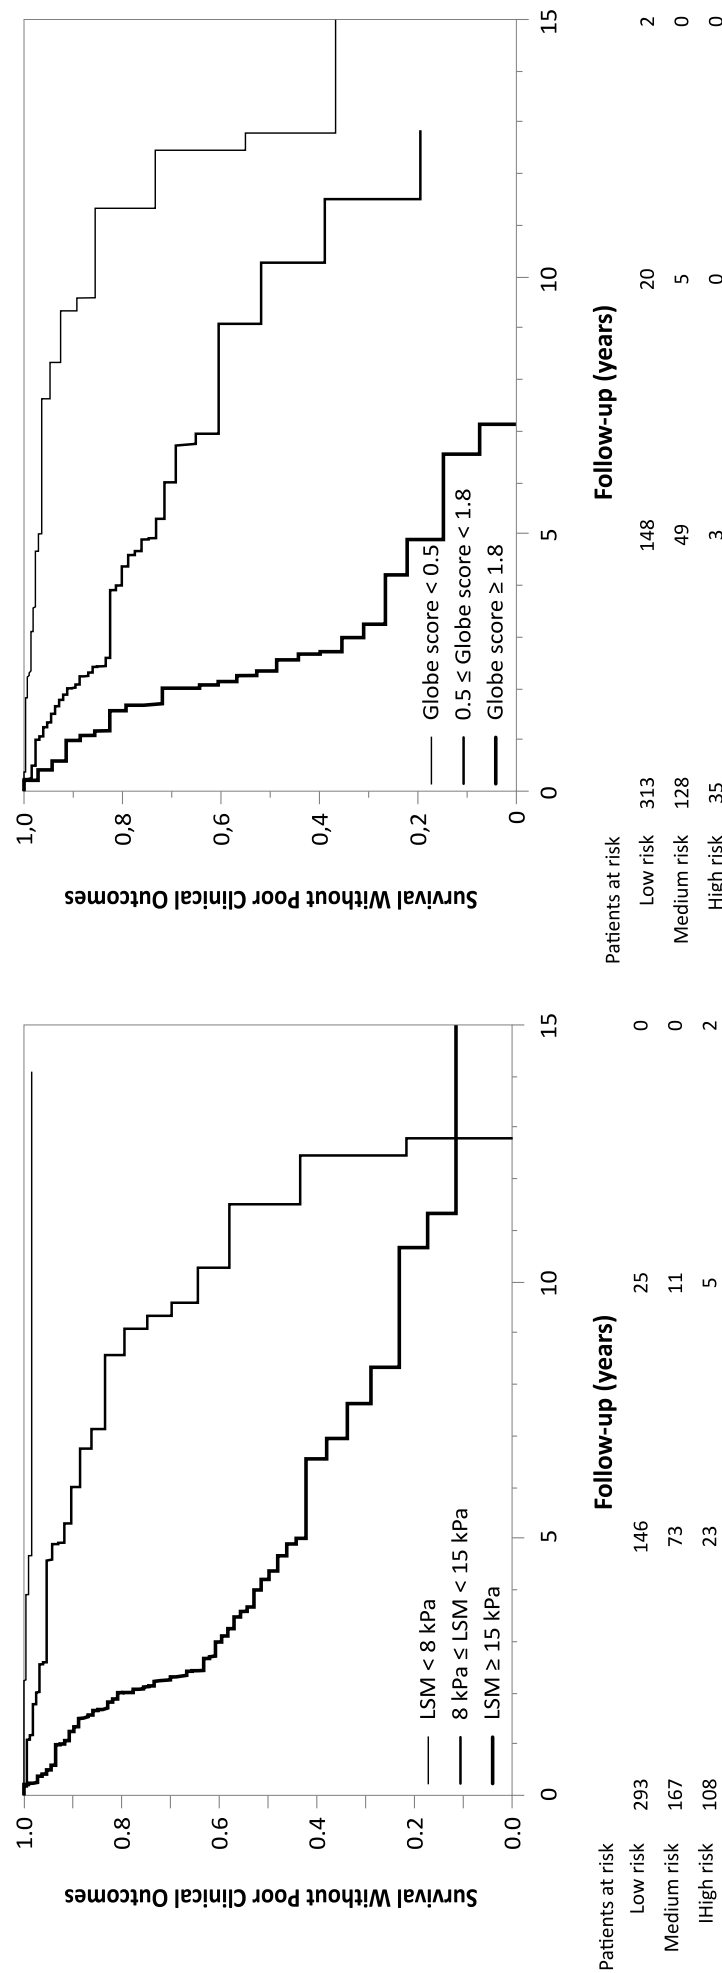 Survival Without Poor Clinical Outcomes
1.0
0.8
0.6
0.4
0.2
0.0
LSM < 8 kPa
8 kPa ≤ LSM < 15 kPa
LSM ≥ 15 kPa
0 5 10 15
Follow-up (years)
Patients at risk
Low risk 293 146 25 0
Medium risk 167 73 11 0
IHigh risk 108 23 5 2
Survival Without Poor Clinical Outcomes
1,0
0,8
0,6
0,4
0,2
0
Globe score < 0.5
0.5 ≤ Globe score < 1.8
Globe score ≥ 1.8
0 5 10 15
Follow-up (years)
Patients at risk
Low risk 313 148 20 2
Medium risk 128 49 5 0
High risk 35 3 0 0